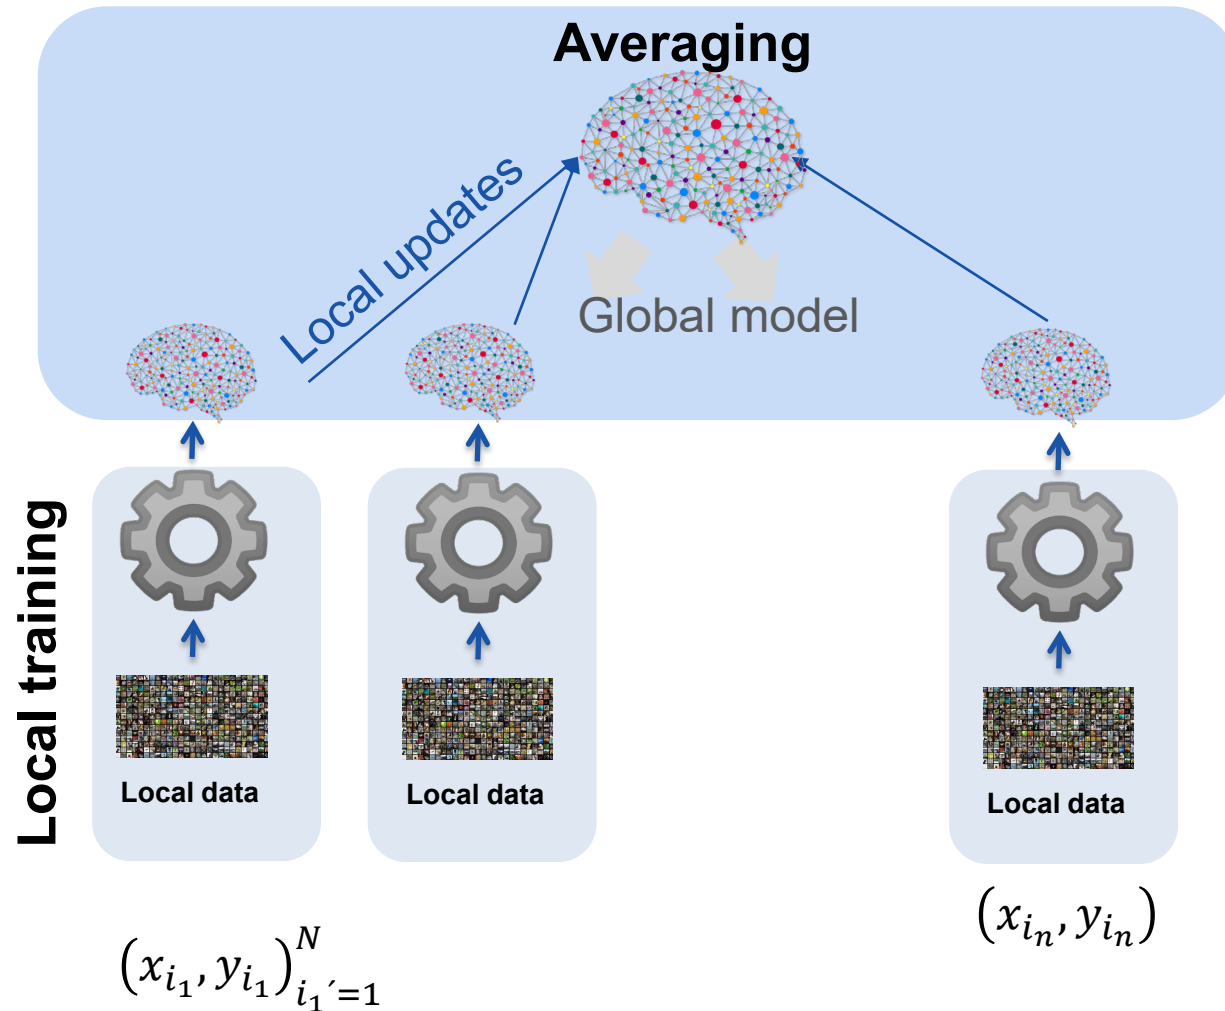 Averaging
Local updates
Global model
Local training
Local data
Local data
Local data
(x_{i_n}, y_{i_n})
(x_{i_1}, y_{i_1})_{i_1´=1}^{N}